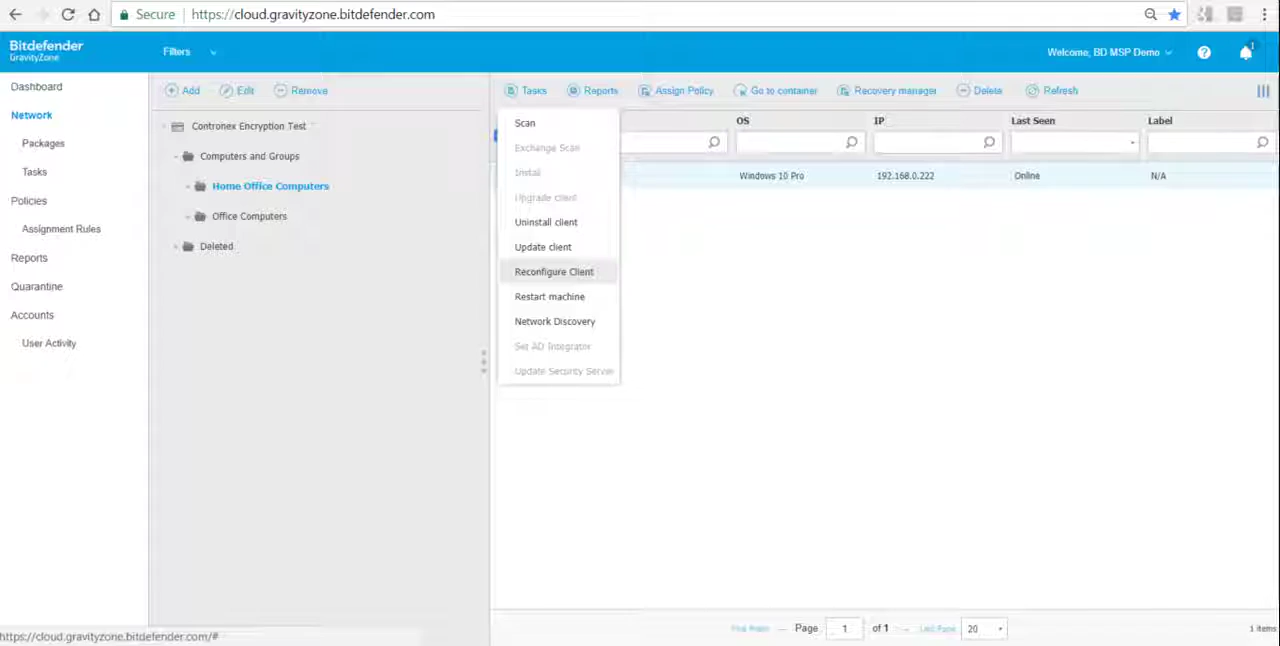 Secure https://cloud.gravityzone.bitdefender.com
Bitdefender
GravityZone
Filters
Welcome, BD MSP Demo
1
Dashboard
Network
Packages
Tasks
Policies
Assignment Rules
Reports
Quarantine
Accounts
User Activity
Add
Edit
Remove
Contronex Encryption Test
Computers and Groups
Home Office Computers
Office Computers
Deleted
Tasks
Reports
Assign Policy
Go to container
Recovery manager
Delete
Refresh
Scan
Exchange Scan
Install
Upgrade client
Uninstall client
Update client
Reconfigure Client
Restart machine
Network Discovery
Set AD Integrator
Update Security Server
OS
IP
Last Seen
Label
Windows 10 Pro
192.168.0.222
Online
N/A
First Page
Page
1
of 1
Last Page
20
1 items
https://cloud.gravityzone.bitdefender.com/#